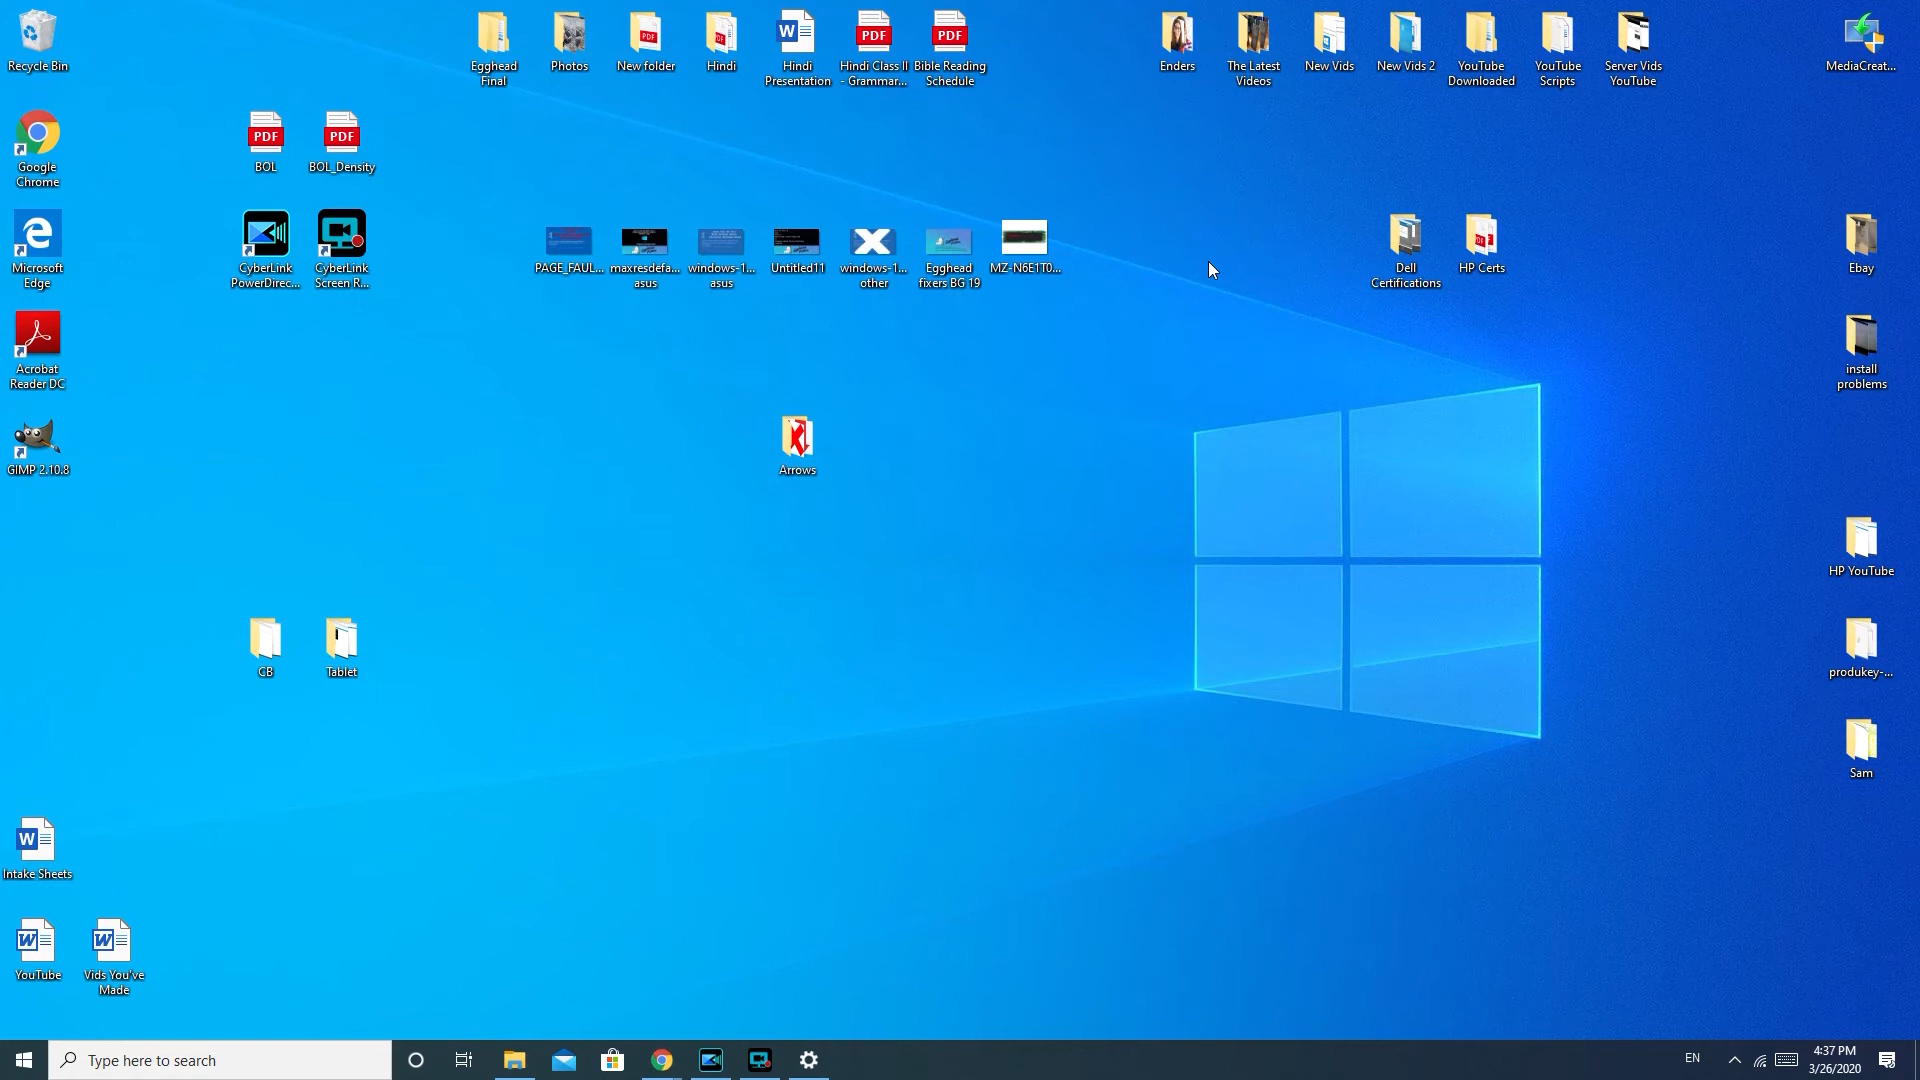 Egghead
Final
Photos
New folder
Hindi
Hindi
Presentation
Hindi Class II
- Grammar...
Bible Reading
Schedule
Enders
The Latest
Videos
New Vids
New Vids 2
YouTube
Downloaded
YouTube
Scripts
Server Vids
YouTube
MediaCreat...
Recycle Bin
PDF
PDF
Google
Chrome
BOL
BOL_Density
PDF
PDF
Microsoft
Edge
CyberLink
PowerDirec...
CyberLink
Screen R...
PAGE_FAUL...
maxresdefa...
asus
windows-1...
asus
Untitled11
windows-1...
other
Egghead
fixers BG 19
MZ-N6E1T0...
Dell
Certifications
HP Certs
Ebay
Acrobat
Reader DC
install
problems
GIMP 2.10.8
Arrows
HP YouTube
CB
Tablet
produkey-...
Sam
Intake Sheets
YouTube
Vids You've
Made
Type here to search
EN
4:37 PM
3/26/2020